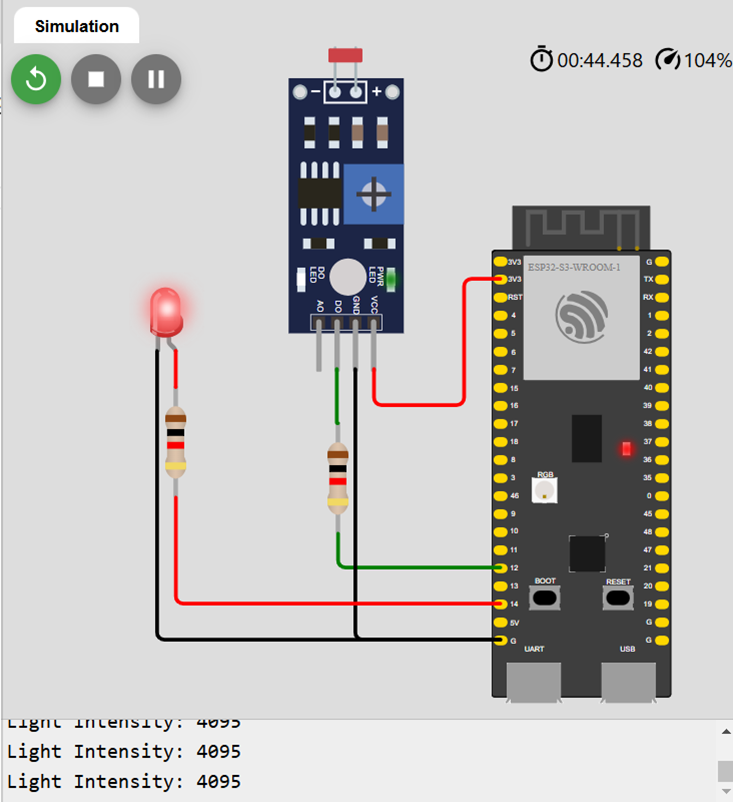 Simulation
00:44.458 104%
− +
DO LED
PWR LED
AO
DO
GND
VCC
ESP32-S3-WROOM-1
3V3 G
3V3 TX
RST RX
4 1
5 2
6 42
7 41
15 40
16 39
17 38
18 37
8 36
3 35
46 0
9 45
10 48
11 47
12 21
13 20
14 19
5V G
G G
RGB
BOOT RESET
UART USB
Light Intensity: 4095
Light Intensity: 4095
Light Intensity: 4095